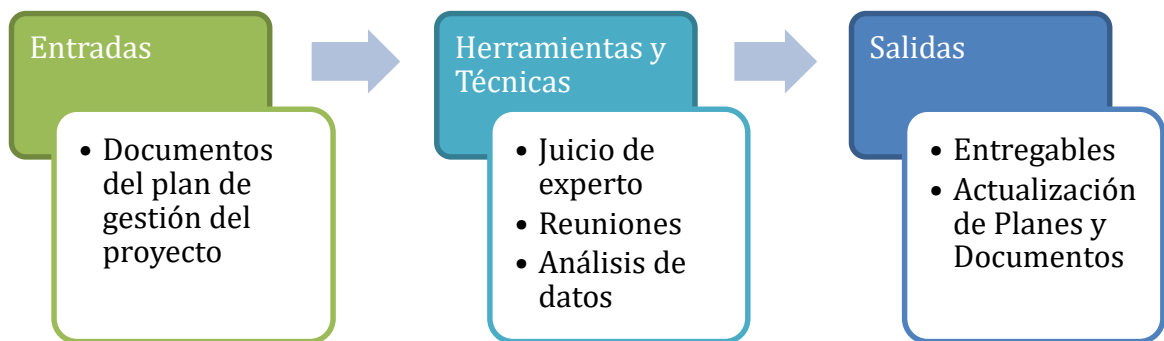 Entradas
• Documentos
del plan de
gestión del
proyecto
Herramientas y
Técnicas
• Juicio de
experto
• Reuniones
• Análisis de
datos
Salidas
• Entregables
• Actualización
de Planes y
Documentos